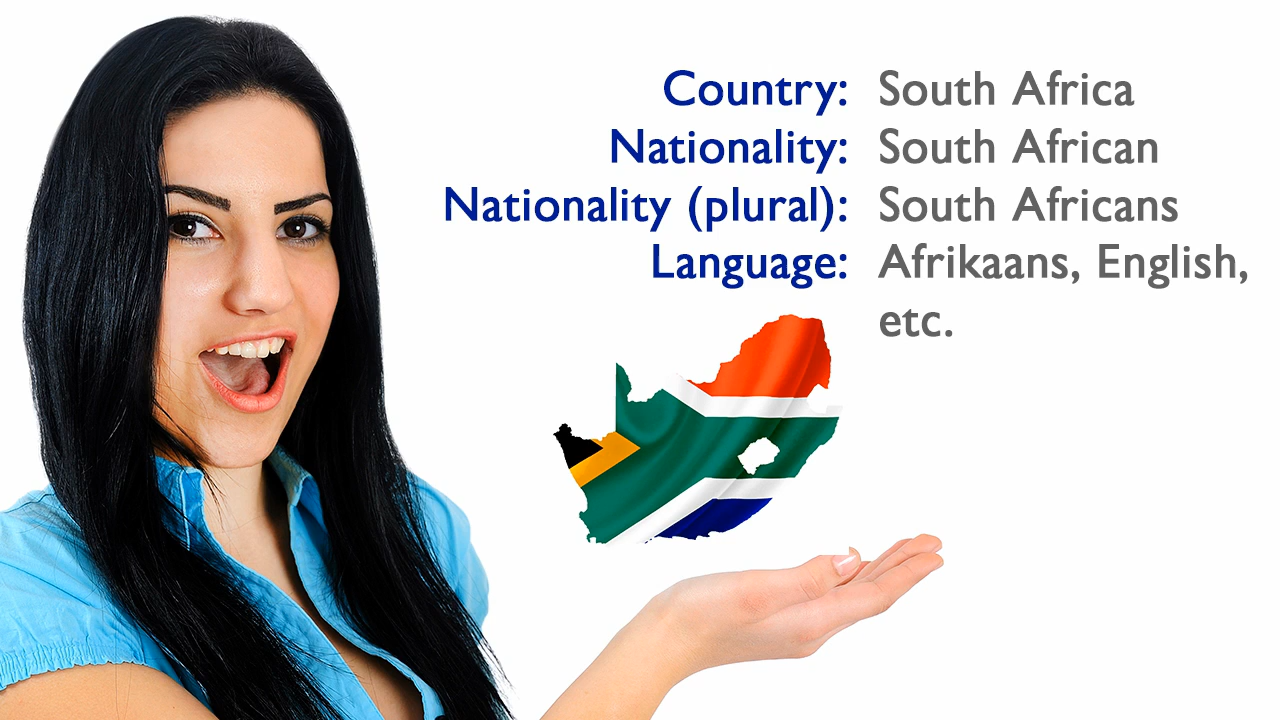 Country: South Africa
Nationality: South African
Nationality (plural): South Africans
Language: Afrikaans, English,
etc.